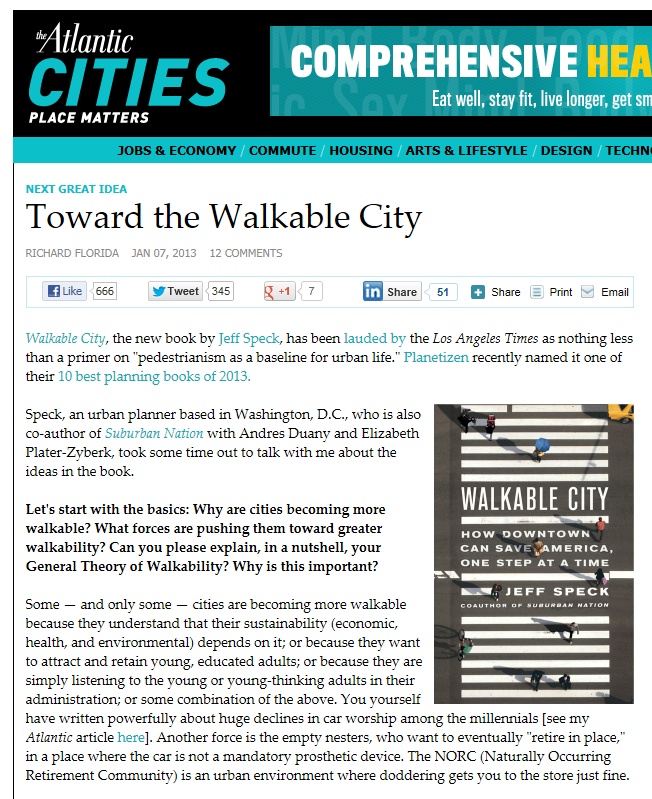 the Atlantic
CITIES
PLACE MATTERS
COMPREHENSIVE HEA
Eat well, stay fit, live longer, get sm
JOBS & ECONOMY / COMMUTE / HOUSING / ARTS & LIFESTYLE / DESIGN / TECHN
NEXT GREAT IDEA
Toward the Walkable City
RICHARD FLORIDA JAN 07, 2013 12 COMMENTS
Like 666 Tweet 345 +1 7 Share 51 Share Print Email
Walkable City, the new book by Jeff Speck, has been lauded by the Los Angeles Times as nothing less
than a primer on "pedestrianism as a baseline for urban life." Planetizen recently named it one of
their 10 best planning books of 2013.
Speck, an urban planner based in Washington, D.C., who is also
co-author of Suburban Nation with Andres Duany and Elizabeth
Plater-Zyberk, took some time out to talk with me about the
ideas in the book.
WALKABLE CITY
HOW DOWNTOWN
CAN SAVE AMERICA,
ONE STEP AT A TIME
JEFF SPECK
COAUTHOR OF SUBURBAN NATION
Let's start with the basics: Why are cities becoming more
walkable? What forces are pushing them toward greater
walkability? Can you please explain, in a nutshell, your
General Theory of Walkability? Why is this important?
Some — and only some — cities are becoming more walkable
because they understand that their sustainability (economic,
health, and environmental) depends on it; or because they want
to attract and retain young, educated adults; or because they are
simply listening to the young or young-thinking adults in their
administration; or some combination of the above. You yourself
have written powerfully about huge declines in car worship among the millennials [see my
Atlantic article here]. Another force is the empty nesters, who want to eventually "retire in place,"
in a place where the car is not a mandatory prosthetic device. The NORC (Naturally Occurring
Retirement Community) is an urban environment where doddering gets you to the store just fine.